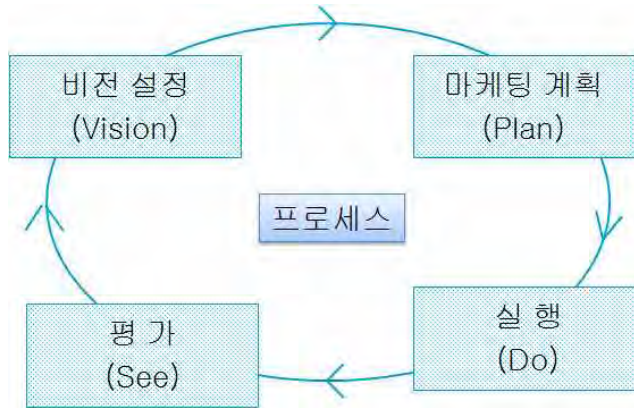 비전 설정
(Vision)
마케팅 계획
(Plan)
프로세스
평 가
(See)
실 행
(Do)